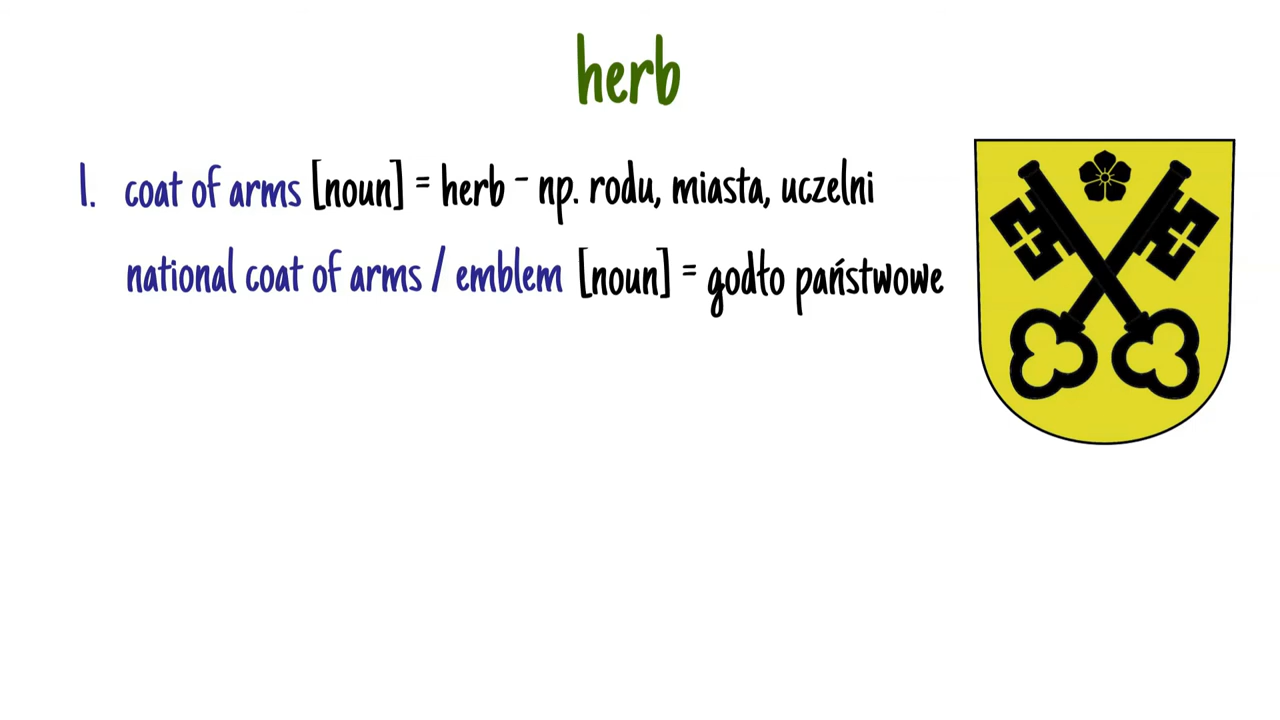 herb
1. coat of arms [noun] = herb - np. rodu, miasta, uczelni
national coat of arms / emblem [noun] = godło państwowe